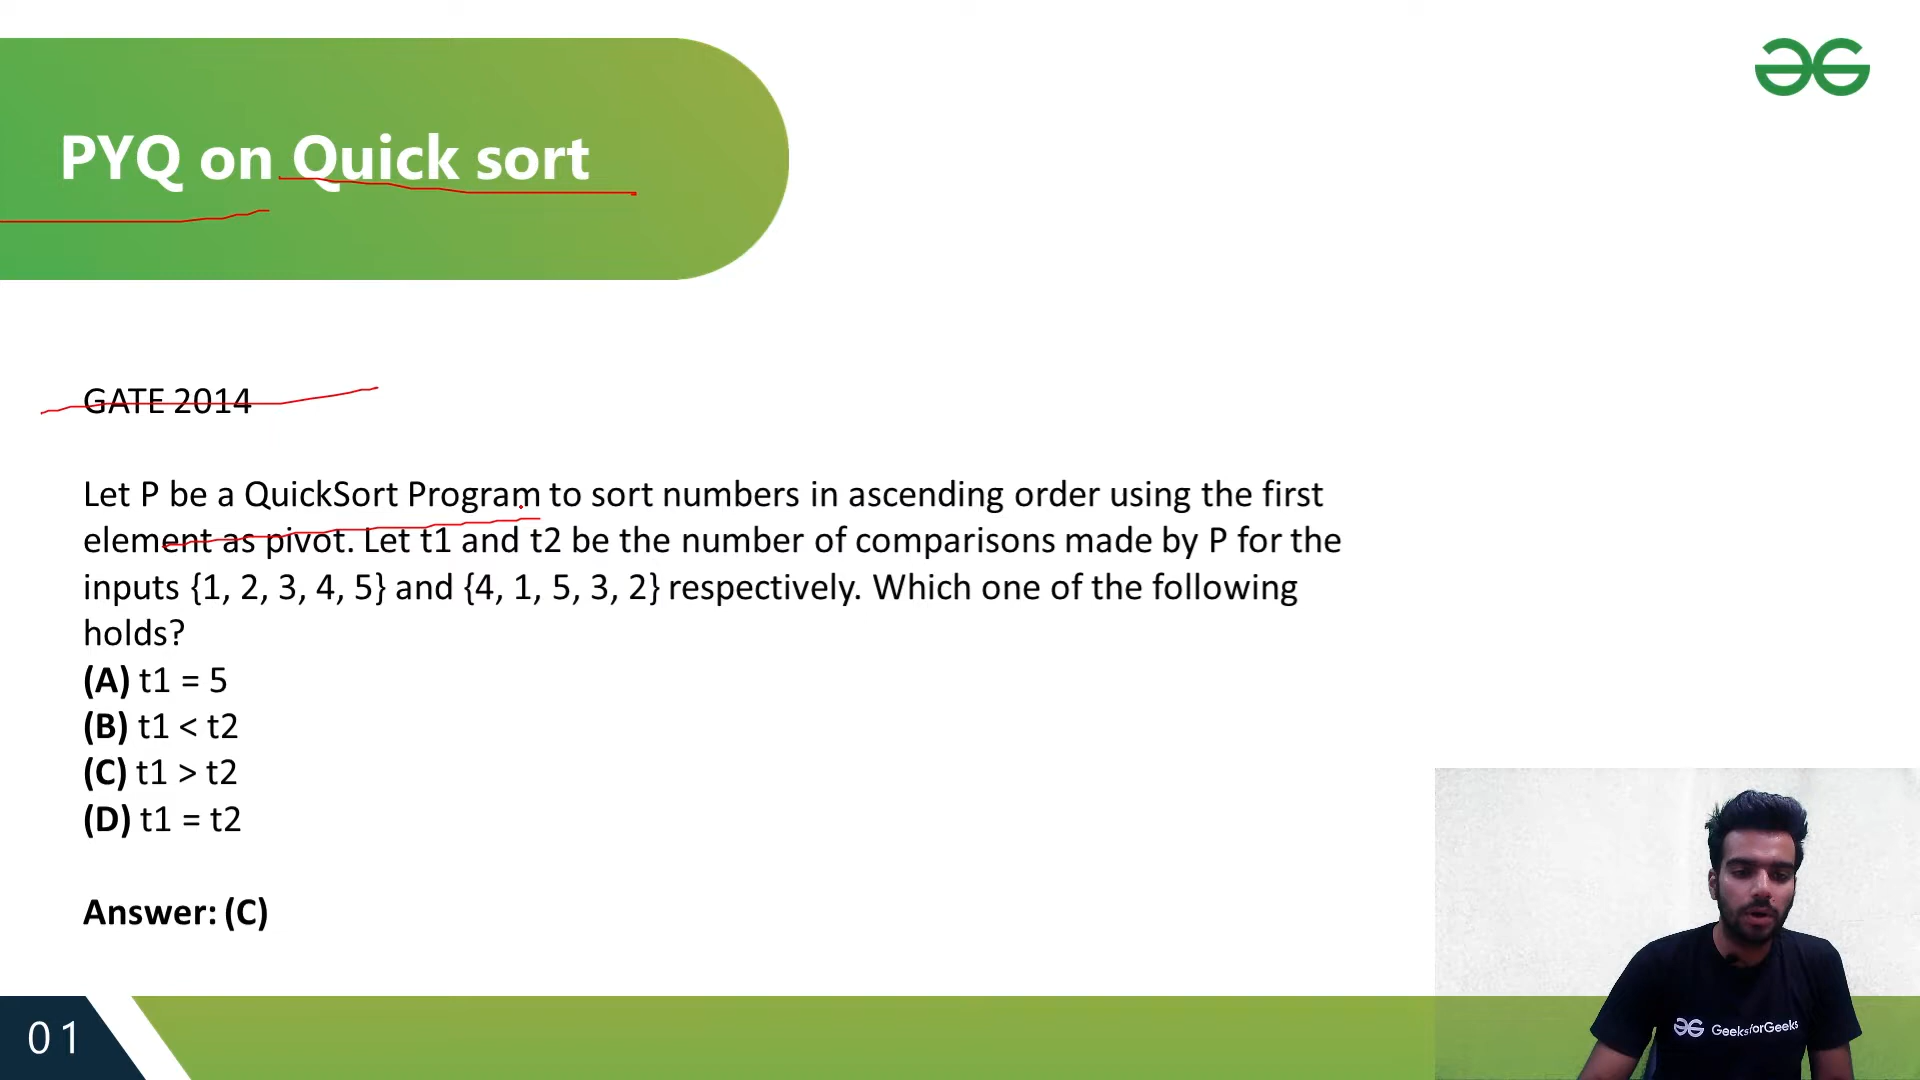 PYQ on Quick sort
GATE 2014
Let P be a QuickSort Program to sort numbers in ascending order using the first
element as pivot. Let t1 and t2 be the number of comparisons made by P for the
inputs {1, 2, 3, 4, 5} and {4, 1, 5, 3, 2} respectively. Which one of the following
holds?
(A) t1 = 5
(B) t1 < t2
(C) t1 > t2
(D) t1 = t2
Answer: (C)
01
GeeksforGeeks